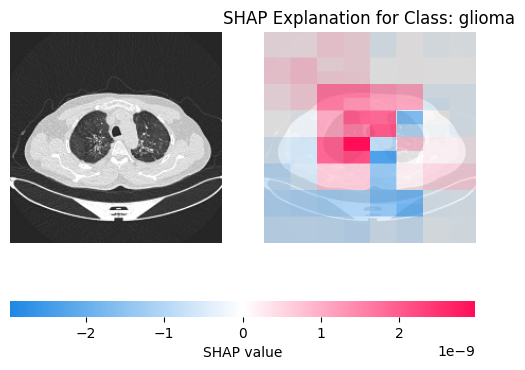 SHAP Explanation for Class: glioma
−2
−1
0
1
2
1e−9
SHAP value